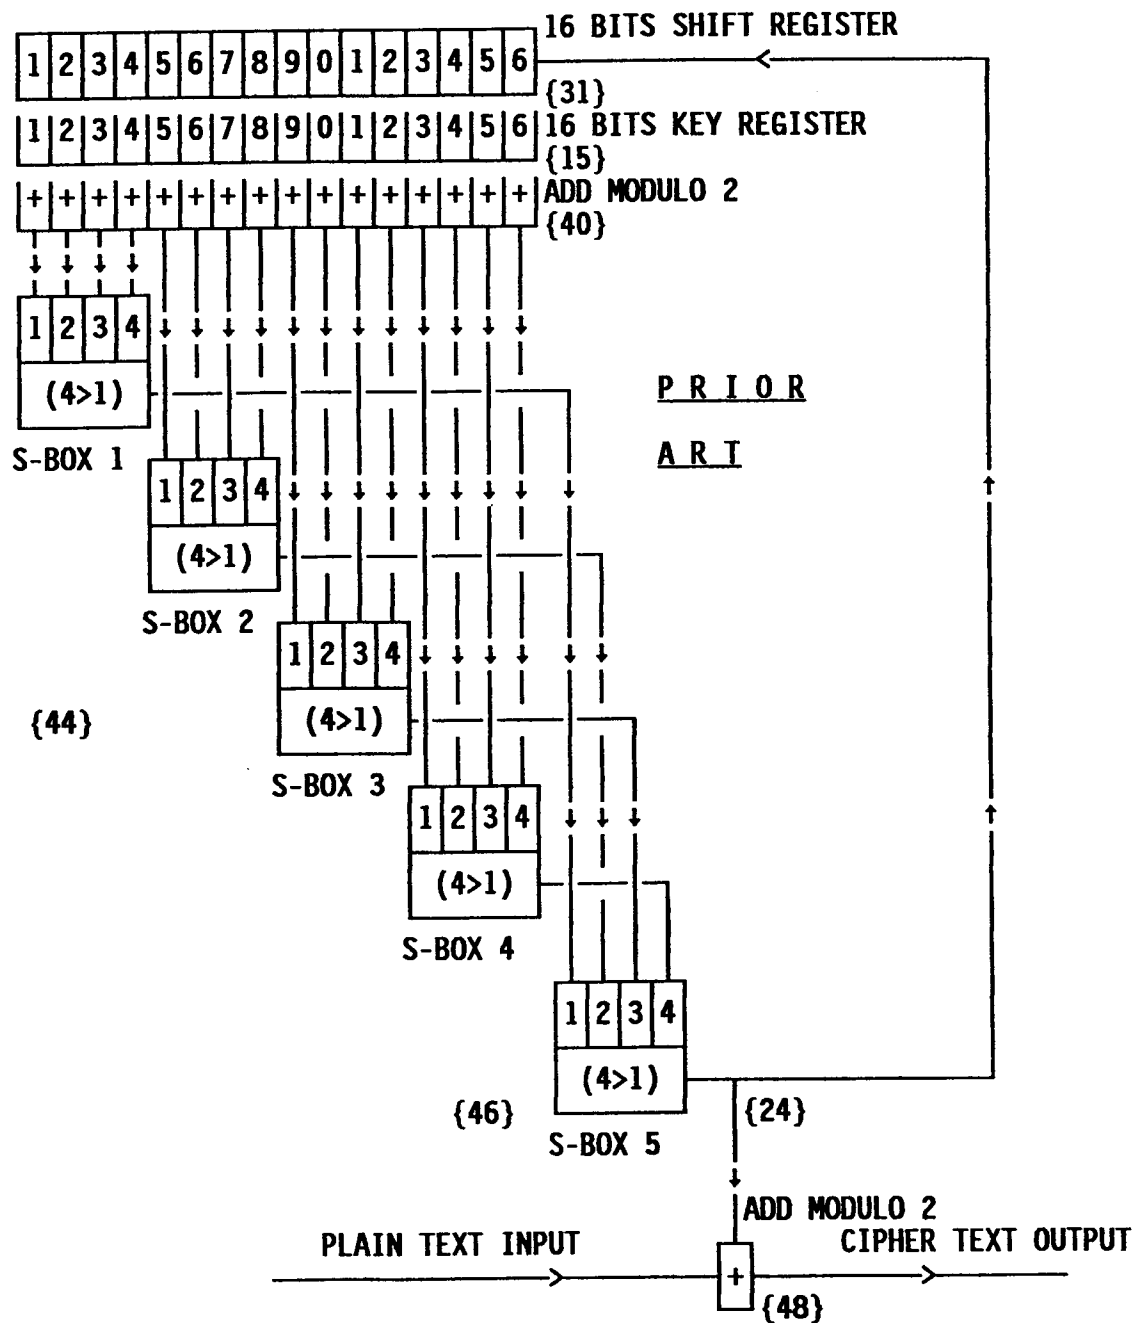 16 BITS SHIFT REGISTER
1 2 3 4 5 6 7 8 9 0 1 2 3 4 5 6
{31}
1 2 3 4 5 6 7 8 9 0 1 2 3 4 5 6 16 BITS KEY REGISTER
{15}
+ + + + + + + + + + + + + + + + ADD MODULO 2
{40}
1 2 3 4
(4>1)
S-BOX 1
P R I O R
A R T
1 2 3 4
(4>1)
S-BOX 2
1 2 3 4
(4>1)
S-BOX 3
{44}
1 2 3 4
(4>1)
S-BOX 4
1 2 3 4
(4>1)
S-BOX 5
{46}
{24}
ADD MODULO 2
PLAIN TEXT INPUT
CIPHER TEXT OUTPUT
+
{48}